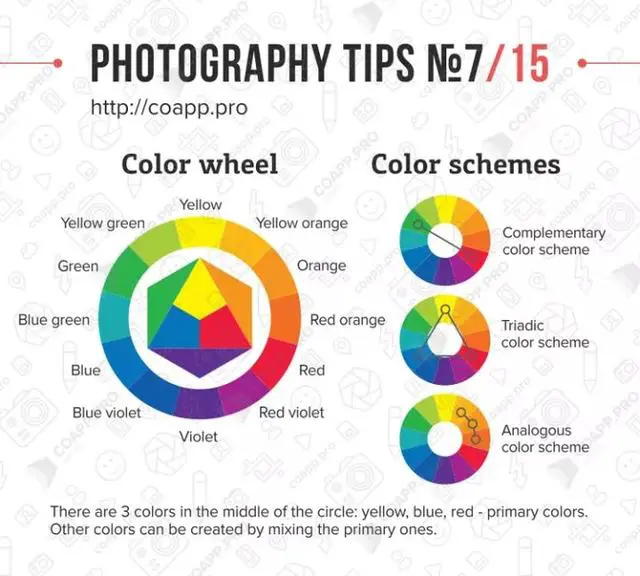 PHOTOGRAPHY TIPS №7/15
http://coapp.pro
Color wheel
Yellow
Yellow green
Yellow orange
Green
Orange
Blue green
Red orange
Blue
Red
Blue violet
Red violet
Violet
Color schemes
Complementary
color scheme
Triadic
color scheme
Analogous
color scheme
There are 3 colors in the middle of the circle: yellow, blue, red - primary colors.
Other colors can be created by mixing the primary ones.
COAPP.PRO